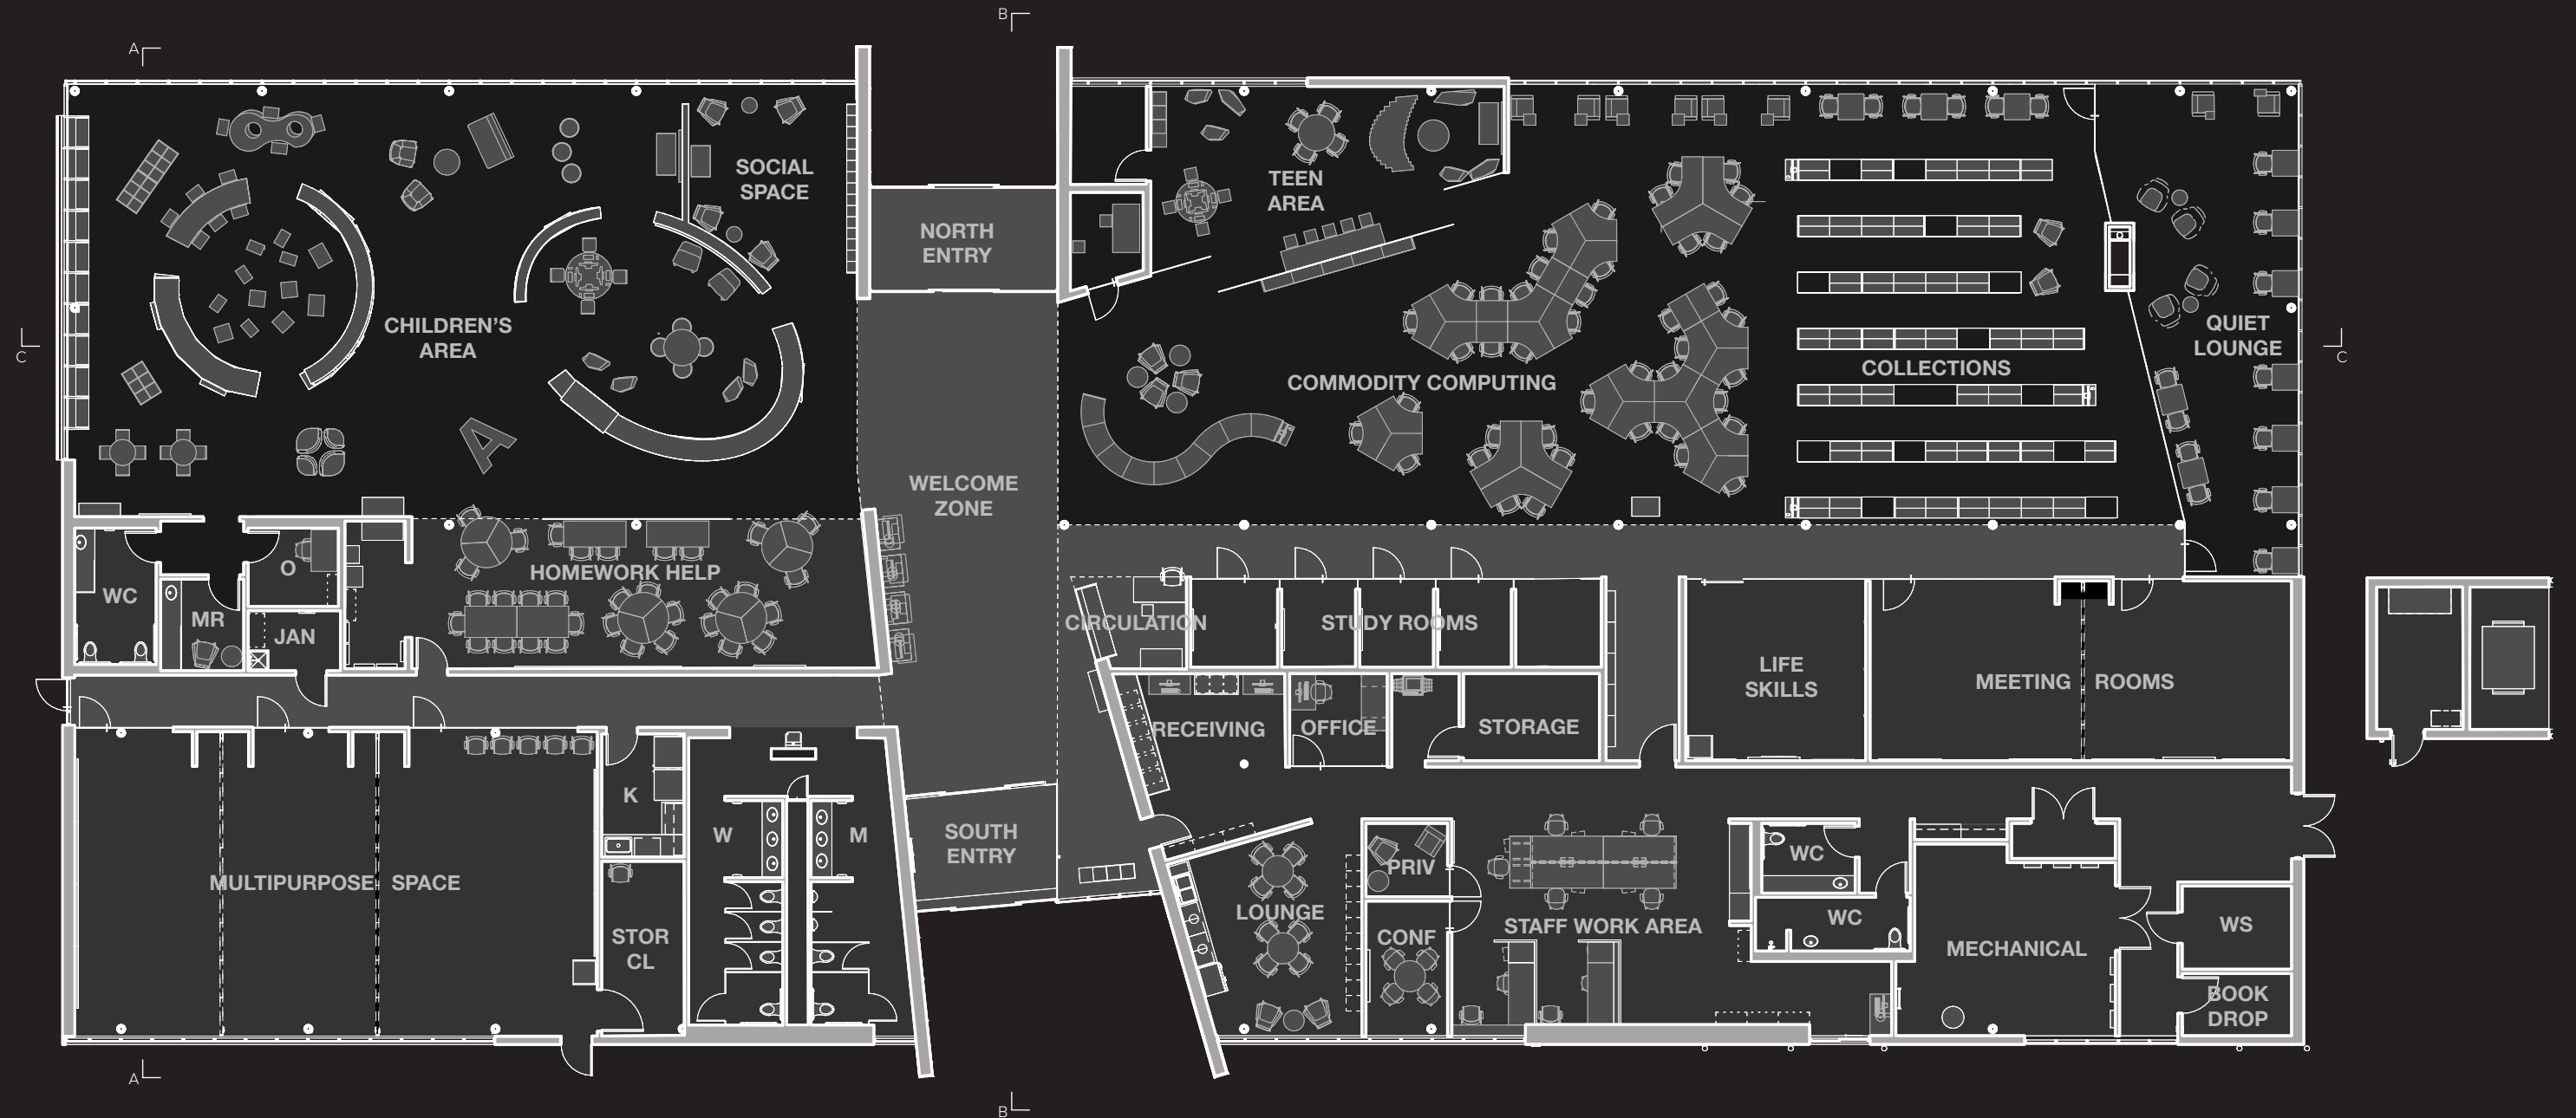 B
A
SOCIAL
SPACE
TEEN
AREA
NORTH
ENTRY
CHILDREN'S
AREA
QUIET
LOUNGE
C
C
COMMODITY COMPUTING
COLLECTIONS
WELCOME
ZONE
HOMEWORK HELP
O
WC
MR
JAN
CIRCULATION
STUDY ROOMS
LIFE
SKILLS
MEETING ROOMS
RECEIVING
OFFICE
STORAGE
K
W
M
SOUTH
ENTRY
PRIV
WC
MULTIPURPOSE SPACE
LOUNGE
STAFF WORK AREA
WC
WS
STOR
CL
CONF
MECHANICAL
BOOK
DROP
A
B